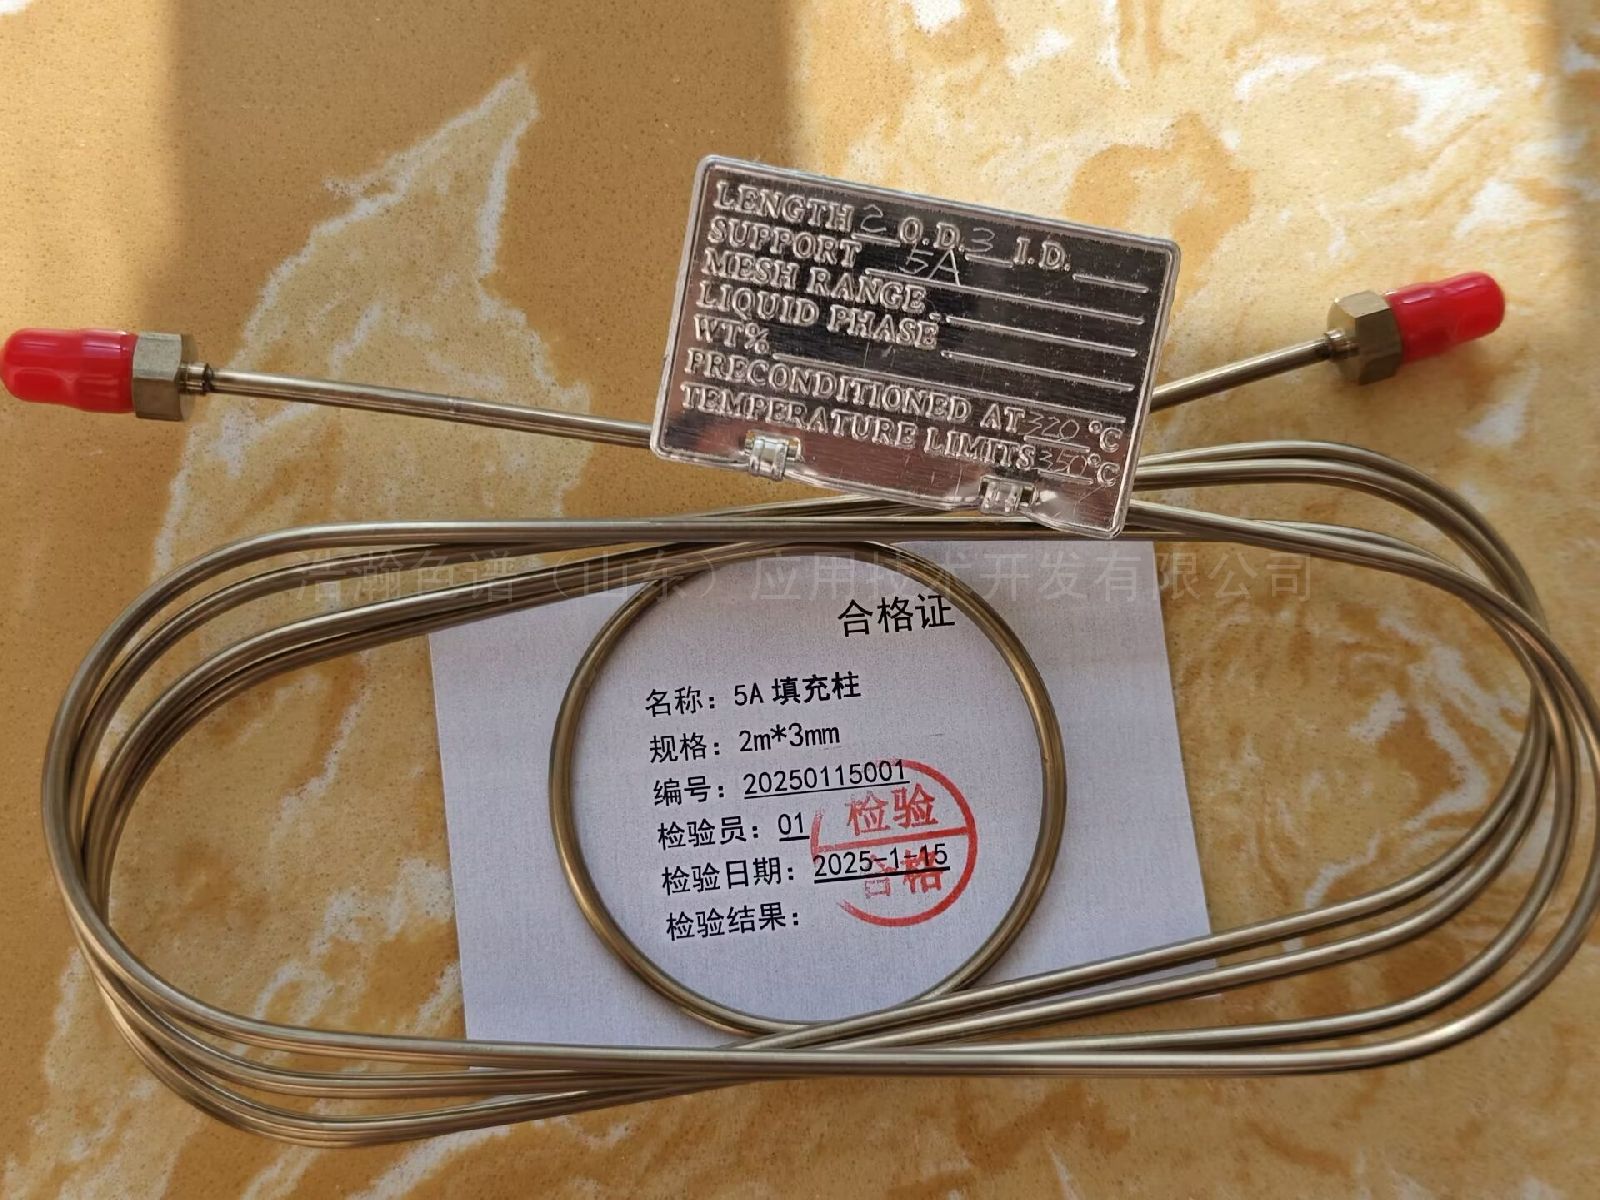 LENGTH 2 O.D. 3 I.D.
SUPPORT 5A
MESH RANGE
LIQUID PHASE
WT%
PRECONDITIONED AT 320 °C
TEMPERATURE LIMITS 350 °C
浩瀚色谱（山东）应用技术开发有限公司
合格证
名称：5A 填充柱
规格：2m*3mm
编号：20250115001
检验员：01
检验日期：2025-1-15
检验结果：
检验
合格